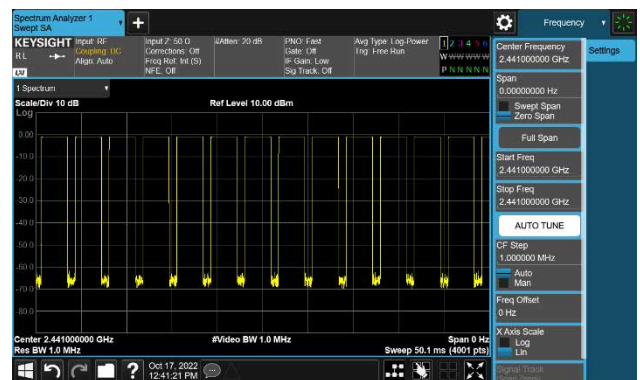 Spectrum Analyzer 1
Swept SA
+
Frequency
KEYSIGHT
RL
Input: RF
Coupling: DC
Align: Auto
Input Z: 50 Ω
Corrections: Off
Freq Ref: Int (S)
NFE: Off
#Atten: 20 dB
PNO: Fast
Gate: Off
IF Gain: Low
Sig Track: Off
Avg Type: Log-Power
Trig: Free Run
1 2 3 4 5 6
W W W W W W
P N N N N N
LW
1 Spectrum
Scale/Div 10 dB
Ref Level 10.00 dBm
Log
0.00
-10.0
-20.0
-30.0
-40.0
-50.0
-60.0
-70.0
-80.0
Center 2.441000000 GHz
Res BW 1.0 MHz
#Video BW 1.0 MHz
Span 0 Hz
Sweep 50.1 ms (4001 pts)
?
Oct 17, 2022
12:41:21 PM
Center Frequency
2.441000000 GHz
Settings
Span
0.00000000 Hz
Swept Span
Zero Span
Full Span
Start Freq
2.441000000 GHz
Stop Freq
2.441000000 GHz
AUTO TUNE
CF Step
1.000000 MHz
Auto
Man
Freq Offset
0 Hz
X Axis Scale
Log
Lin
Signal Track